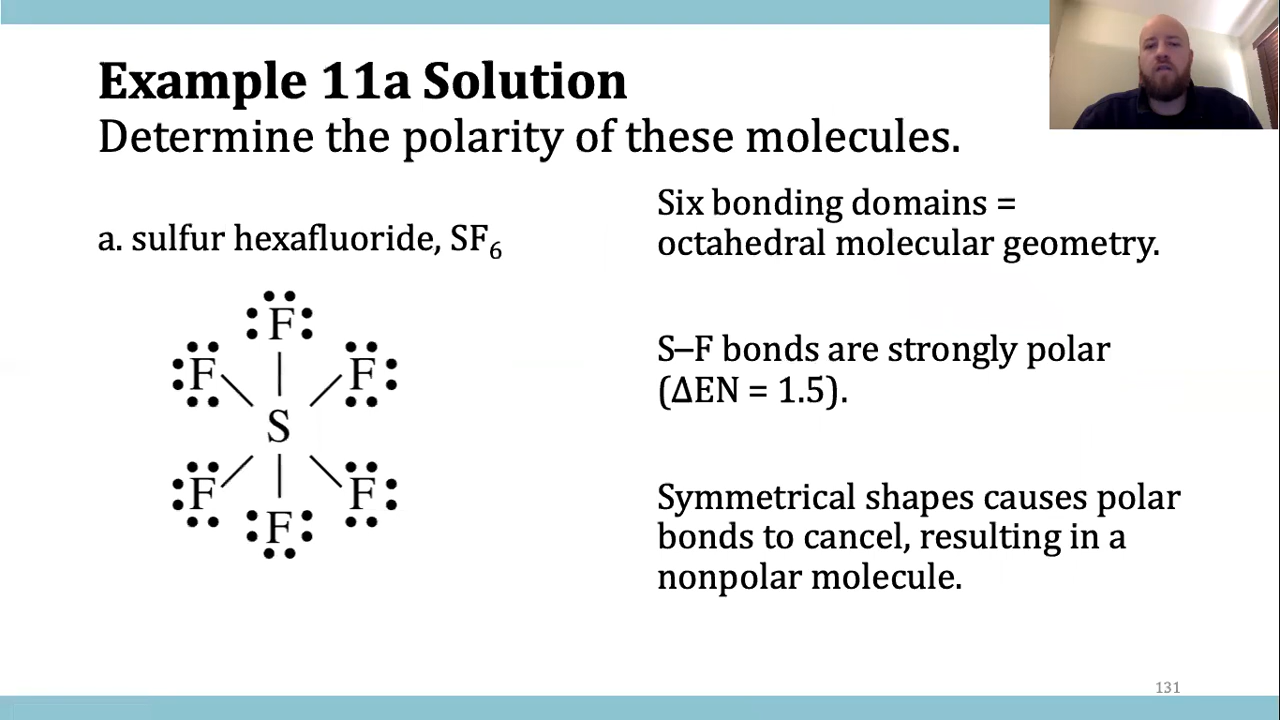 Example 11a Solution
Determine the polarity of these molecules.
a. sulfur hexafluoride, SF₆
F
F F
S
F F
F
Six bonding domains =
octahedral molecular geometry.
S–F bonds are strongly polar
(ΔEN = 1.5).
Symmetrical shapes causes polar
bonds to cancel, resulting in a
nonpolar molecule.
131